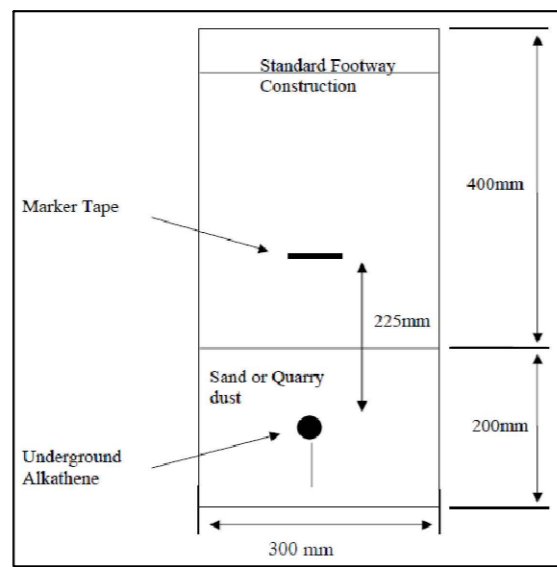 Standard Footway
Construction
400mm
Marker Tape
225mm
Sand or Quarry
dust
200mm
Underground
Alkathene
300 mm